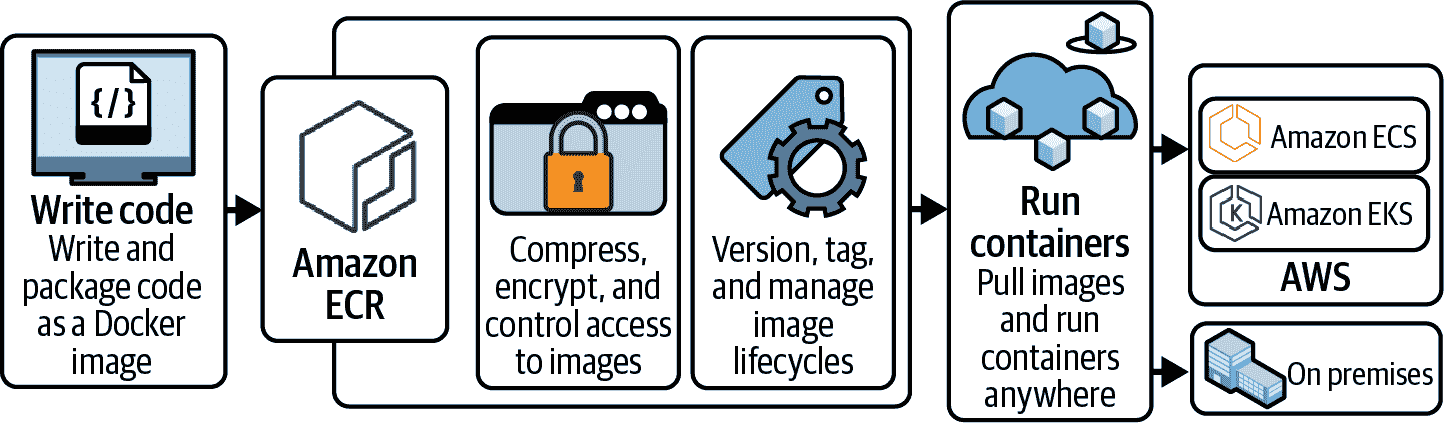 {/}
Write code
Write and
package code
as a Docker
image
Amazon
ECR
Compress,
encrypt, and
control access
to images
Version, tag,
and manage
image
lifecycles
Run
containers
Pull images
and run
containers
anywhere
Amazon ECS
K
Amazon EKS
AWS
On premises